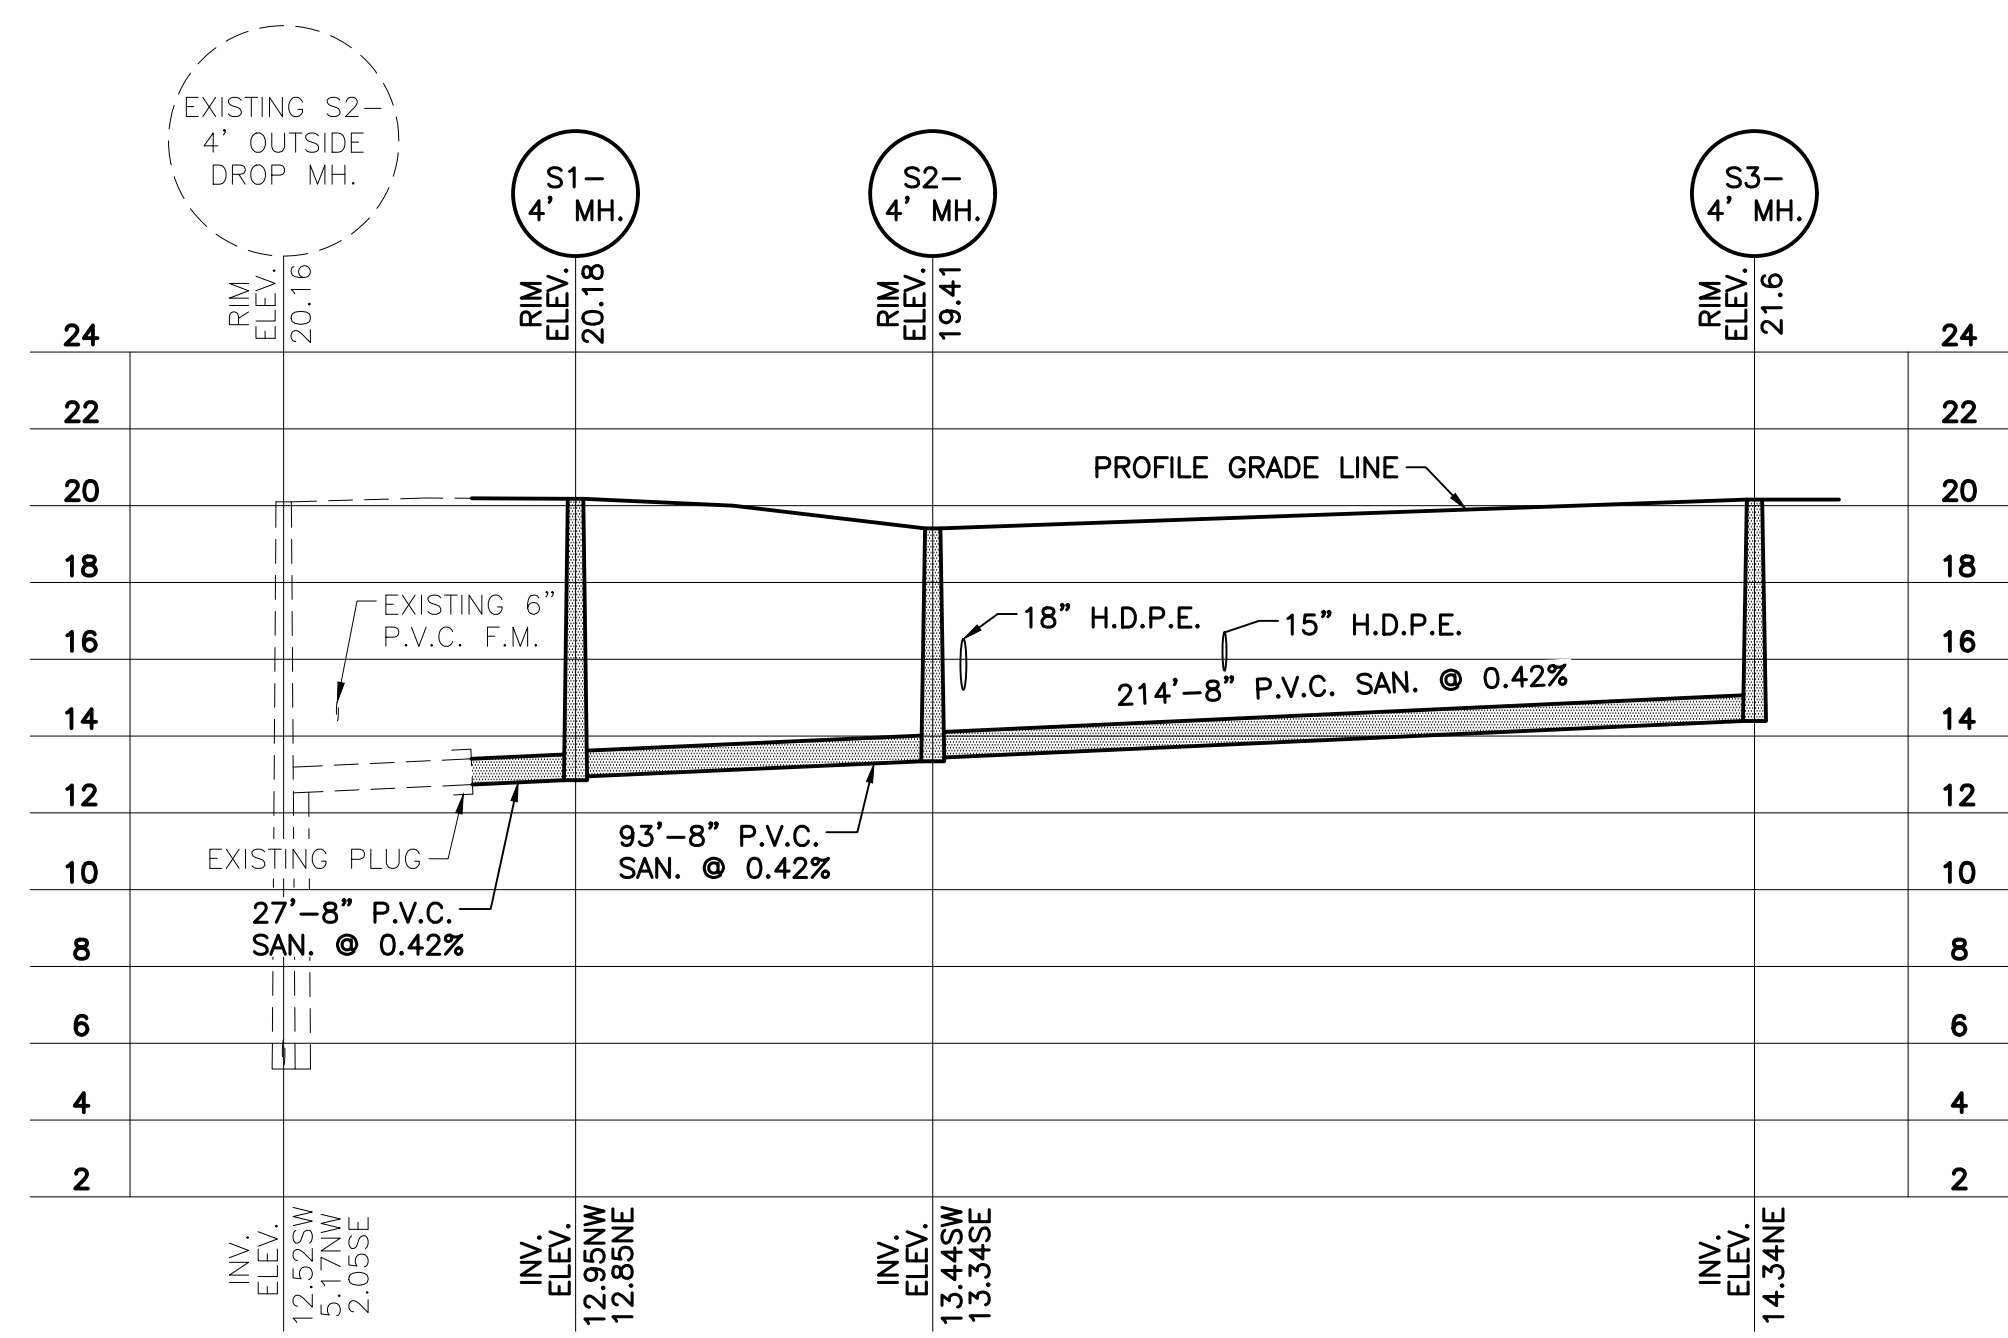 EXISTING S2-
4' OUTSIDE
DROP MH.
S1-
4' MH.
S2-
4' MH.
S3-
4' MH.
RIM
ELEV.
20.16
RIM
ELEV.
20.18
RIM
ELEV.
19.41
RIM
ELEV.
21.6
24
24
22
22
PROFILE GRADE LINE
20
20
18
18
EXISTING 6"
P.V.C. F.M.
18" H.D.P.E.
15" H.D.P.E.
16
16
214'-8" P.V.C. SAN. @ 0.42%
14
14
12
12
93'-8" P.V.C.
SAN. @ 0.42%
EXISTING PLUG
10
10
27'-8" P.V.C.
SAN. @ 0.42%
8
8
6
6
4
4
2
2
INV.
ELEV.
12.52SW
5.17NW
2.05SE
INV.
ELEV.
12.95NW
12.85NE
INV.
ELEV.
13.44SW
13.34SE
INV.
ELEV.
14.34NE